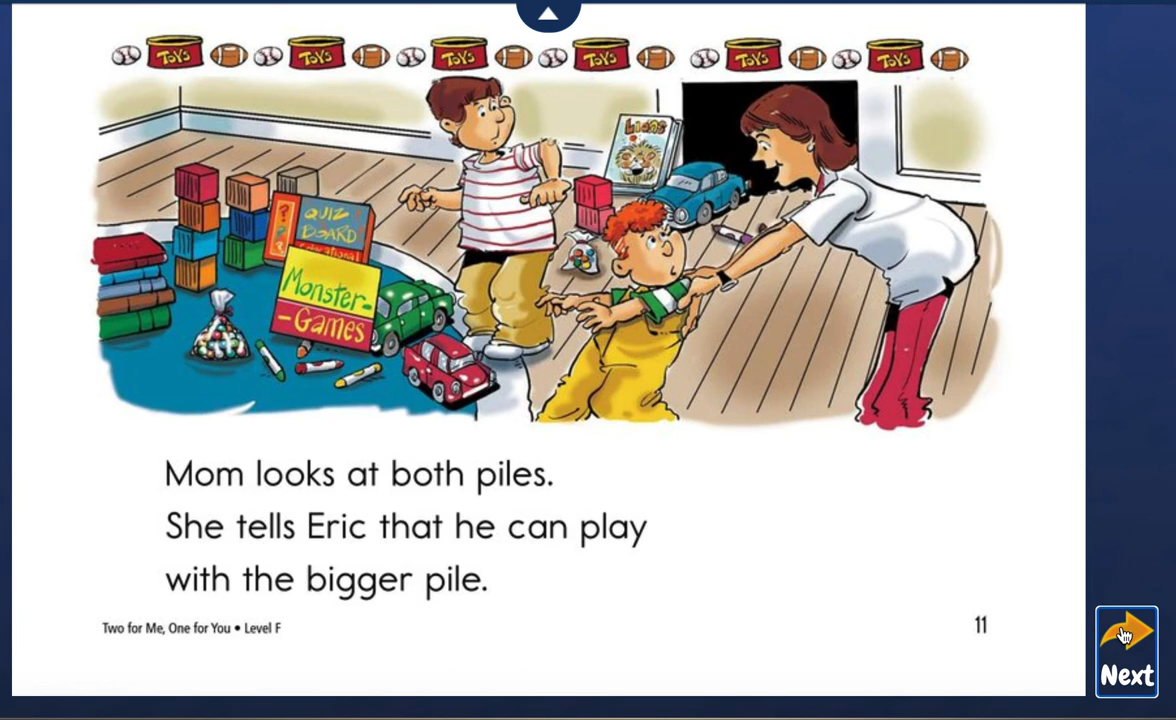 TOYS TOYS TOYS TOYS TOYS TOYS
Lions
QUIZ
BOARD
Educational
Monster-
-Games
? ? ?
Mom looks at both piles.
She tells Eric that he can play
with the bigger pile.
Two for Me, One for You • Level F
11
Next